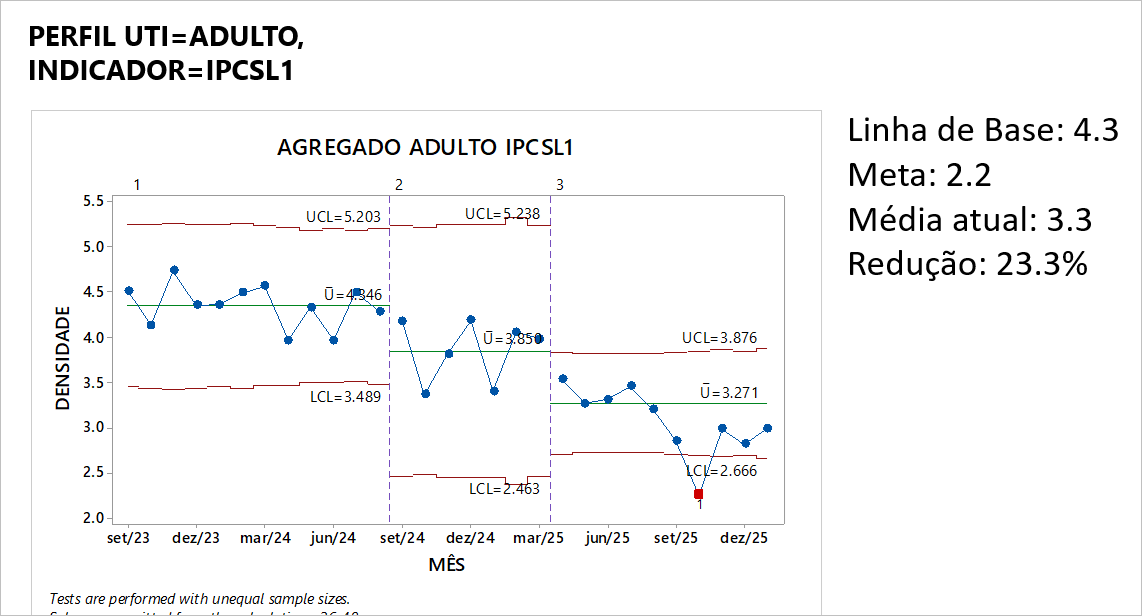 PERFIL UTI=ADULTO,
INDICADOR=IPCSL1
Linha de Base: 4.3
Meta: 2.2
Média atual: 3.3
Redução: 23.3%
AGREGADO ADULTO IPCSL1
1
2
3
5.5
5.0
4.5
4.0
3.5
3.0
2.5
2.0
DENSIDADE
UCL=5.203
UCL=5.238
UCL=3.876
Ū=4.346
Ū=3.850
Ū=3.271
LCL=3.489
LCL=2.463
LCL=2.666
1
set/23 dez/23 mar/24 jun/24 set/24 dez/24 mar/25 jun/25 set/25 dez/25
MÊS
Tests are performed with unequal sample sizes.